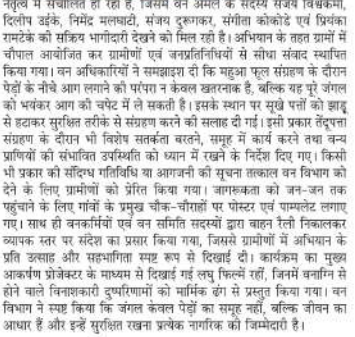 नेतृत्व में संचालित हो रहा है, जिसमें वन अमले के सदस्य संजय विश्वकर्मा,
दिलीप उईके, निमेंद्र मलघाटी, संजय दुरूगकर, संगीता कोकोडे एवं प्रियंका
रामटेके की सक्रिय भागीदारी देखने को मिल रही है। अभियान के तहत ग्रामों में
चौपाल आयोजित कर ग्रामीणों एवं जनप्रतिनिधियों से सीधा संवाद स्थापित
किया गया। वन अधिकारियों ने समझाइश दी कि महुआ फूल संग्रहण के दौरान
पेड़ों के नीचे आग लगाने की परंपरा न केवल खतरनाक है, बल्कि यह पूरे जंगल
को भयंकर आग की चपेट में ले सकती है। इसके स्थान पर सूखे पत्तों को झाड़ू
से हटाकर सुरक्षित तरीके से संग्रहण करने की सलाह दी गई। इसी प्रकार तेंदूपत्ता
संग्रहण के दौरान भी विशेष सतर्कता बरतने, समूह में कार्य करने तथा वन्य
प्राणियों की संभावित उपस्थिति को ध्यान में रखने के निर्देश दिए गए। किसी
भी प्रकार की संदिग्ध गतिविधि या आगजनी की सूचना तत्काल वन विभाग को
देने के लिए ग्रामीणों को प्रेरित किया गया। जागरूकता को जन-जन तक
पहुंचाने के लिए गांवों के प्रमुख चौक-चौराहों पर पोस्टर एवं पाम्पलेट लगाए
गए। साथ ही वनकर्मियों एवं वन समिति सदस्यों द्वारा वाहन रैली निकालकर
व्यापक स्तर पर संदेश का प्रसार किया गया, जिससे ग्रामीणों में अभियान के
प्रति उत्साह और सहभागिता स्पष्ट रूप से दिखाई दी। कार्यक्रम का मुख्य
आकर्षण प्रोजेक्टर के माध्यम से दिखाई गई लघु फिल्में रहीं, जिनमें वनाग्नि से
होने वाले विनाशकारी दुष्परिणामों को मार्मिक ढंग से प्रस्तुत किया गया। वन
विभाग ने स्पष्ट किया कि जंगल केवल पेड़ों का समूह नहीं, बल्कि जीवन का
आधार हैं और इन्हें सुरक्षित रखना प्रत्येक नागरिक की जिम्मेदारी है।